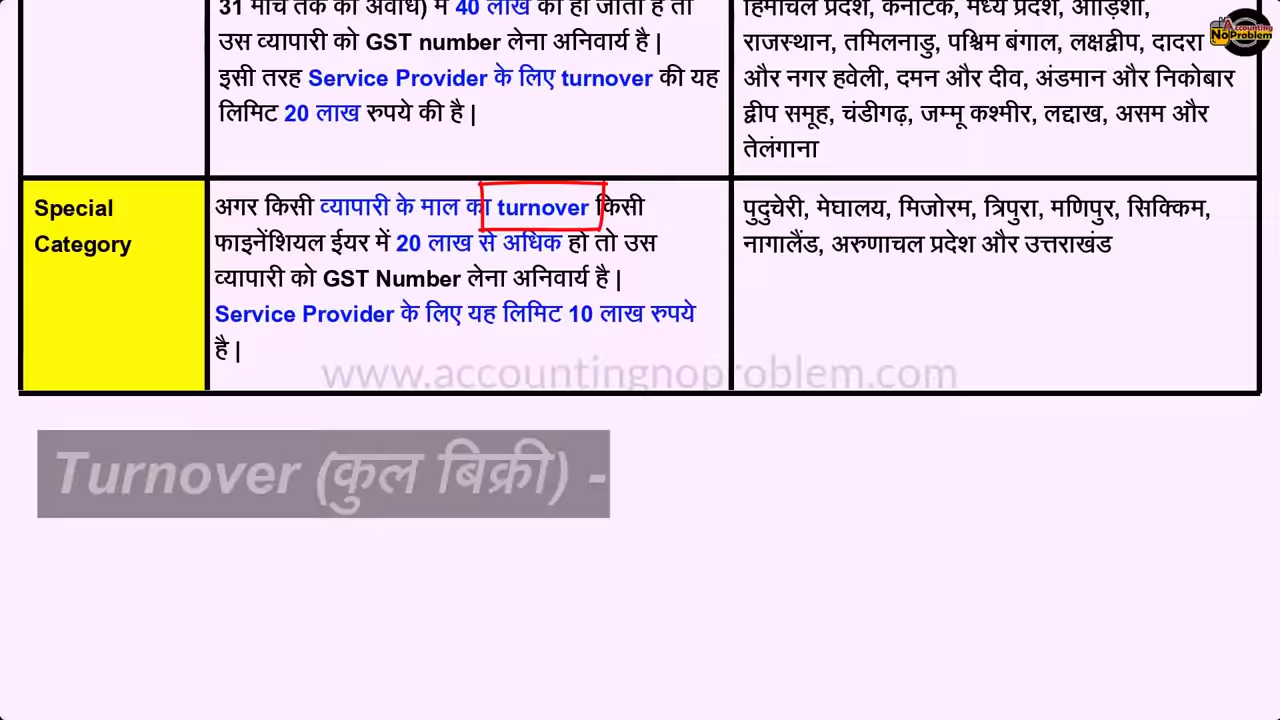 31 मार्च तक की अवधि) में 40 लाख का हो जाता है तो
उस व्यापारी को GST number लेना अनिवार्य है |
इसी तरह Service Provider के लिए turnover की यह
लिमिट 20 लाख रुपये की है |
हिमाचल प्रदेश, कर्नाटक, मध्य प्रदेश, ओड़िशा,
राजस्थान, तमिलनाडु, पश्चिम बंगाल, लक्षद्वीप, दादरा
और नगर हवेली, दमन और दीव, अंडमान और निकोबार
द्वीप समूह, चंडीगढ़, जम्मू कश्मीर, लद्दाख, असम और
तेलंगाना
Special
Category
अगर किसी व्यापारी के माल का turnover किसी
फाइनेंशियल ईयर में 20 लाख से अधिक हो तो उस
व्यापारी को GST Number लेना अनिवार्य है |
Service Provider के लिए यह लिमिट 10 लाख रुपये
है |
पुदुचेरी, मेघालय, मिजोरम, त्रिपुरा, मणिपुर, सिक्किम,
नागालैंड, अरुणाचल प्रदेश और उत्तराखंड
www.accountingnoproblem.com
Turnover (कुल बिक्री) -
Accounting
NoProblem